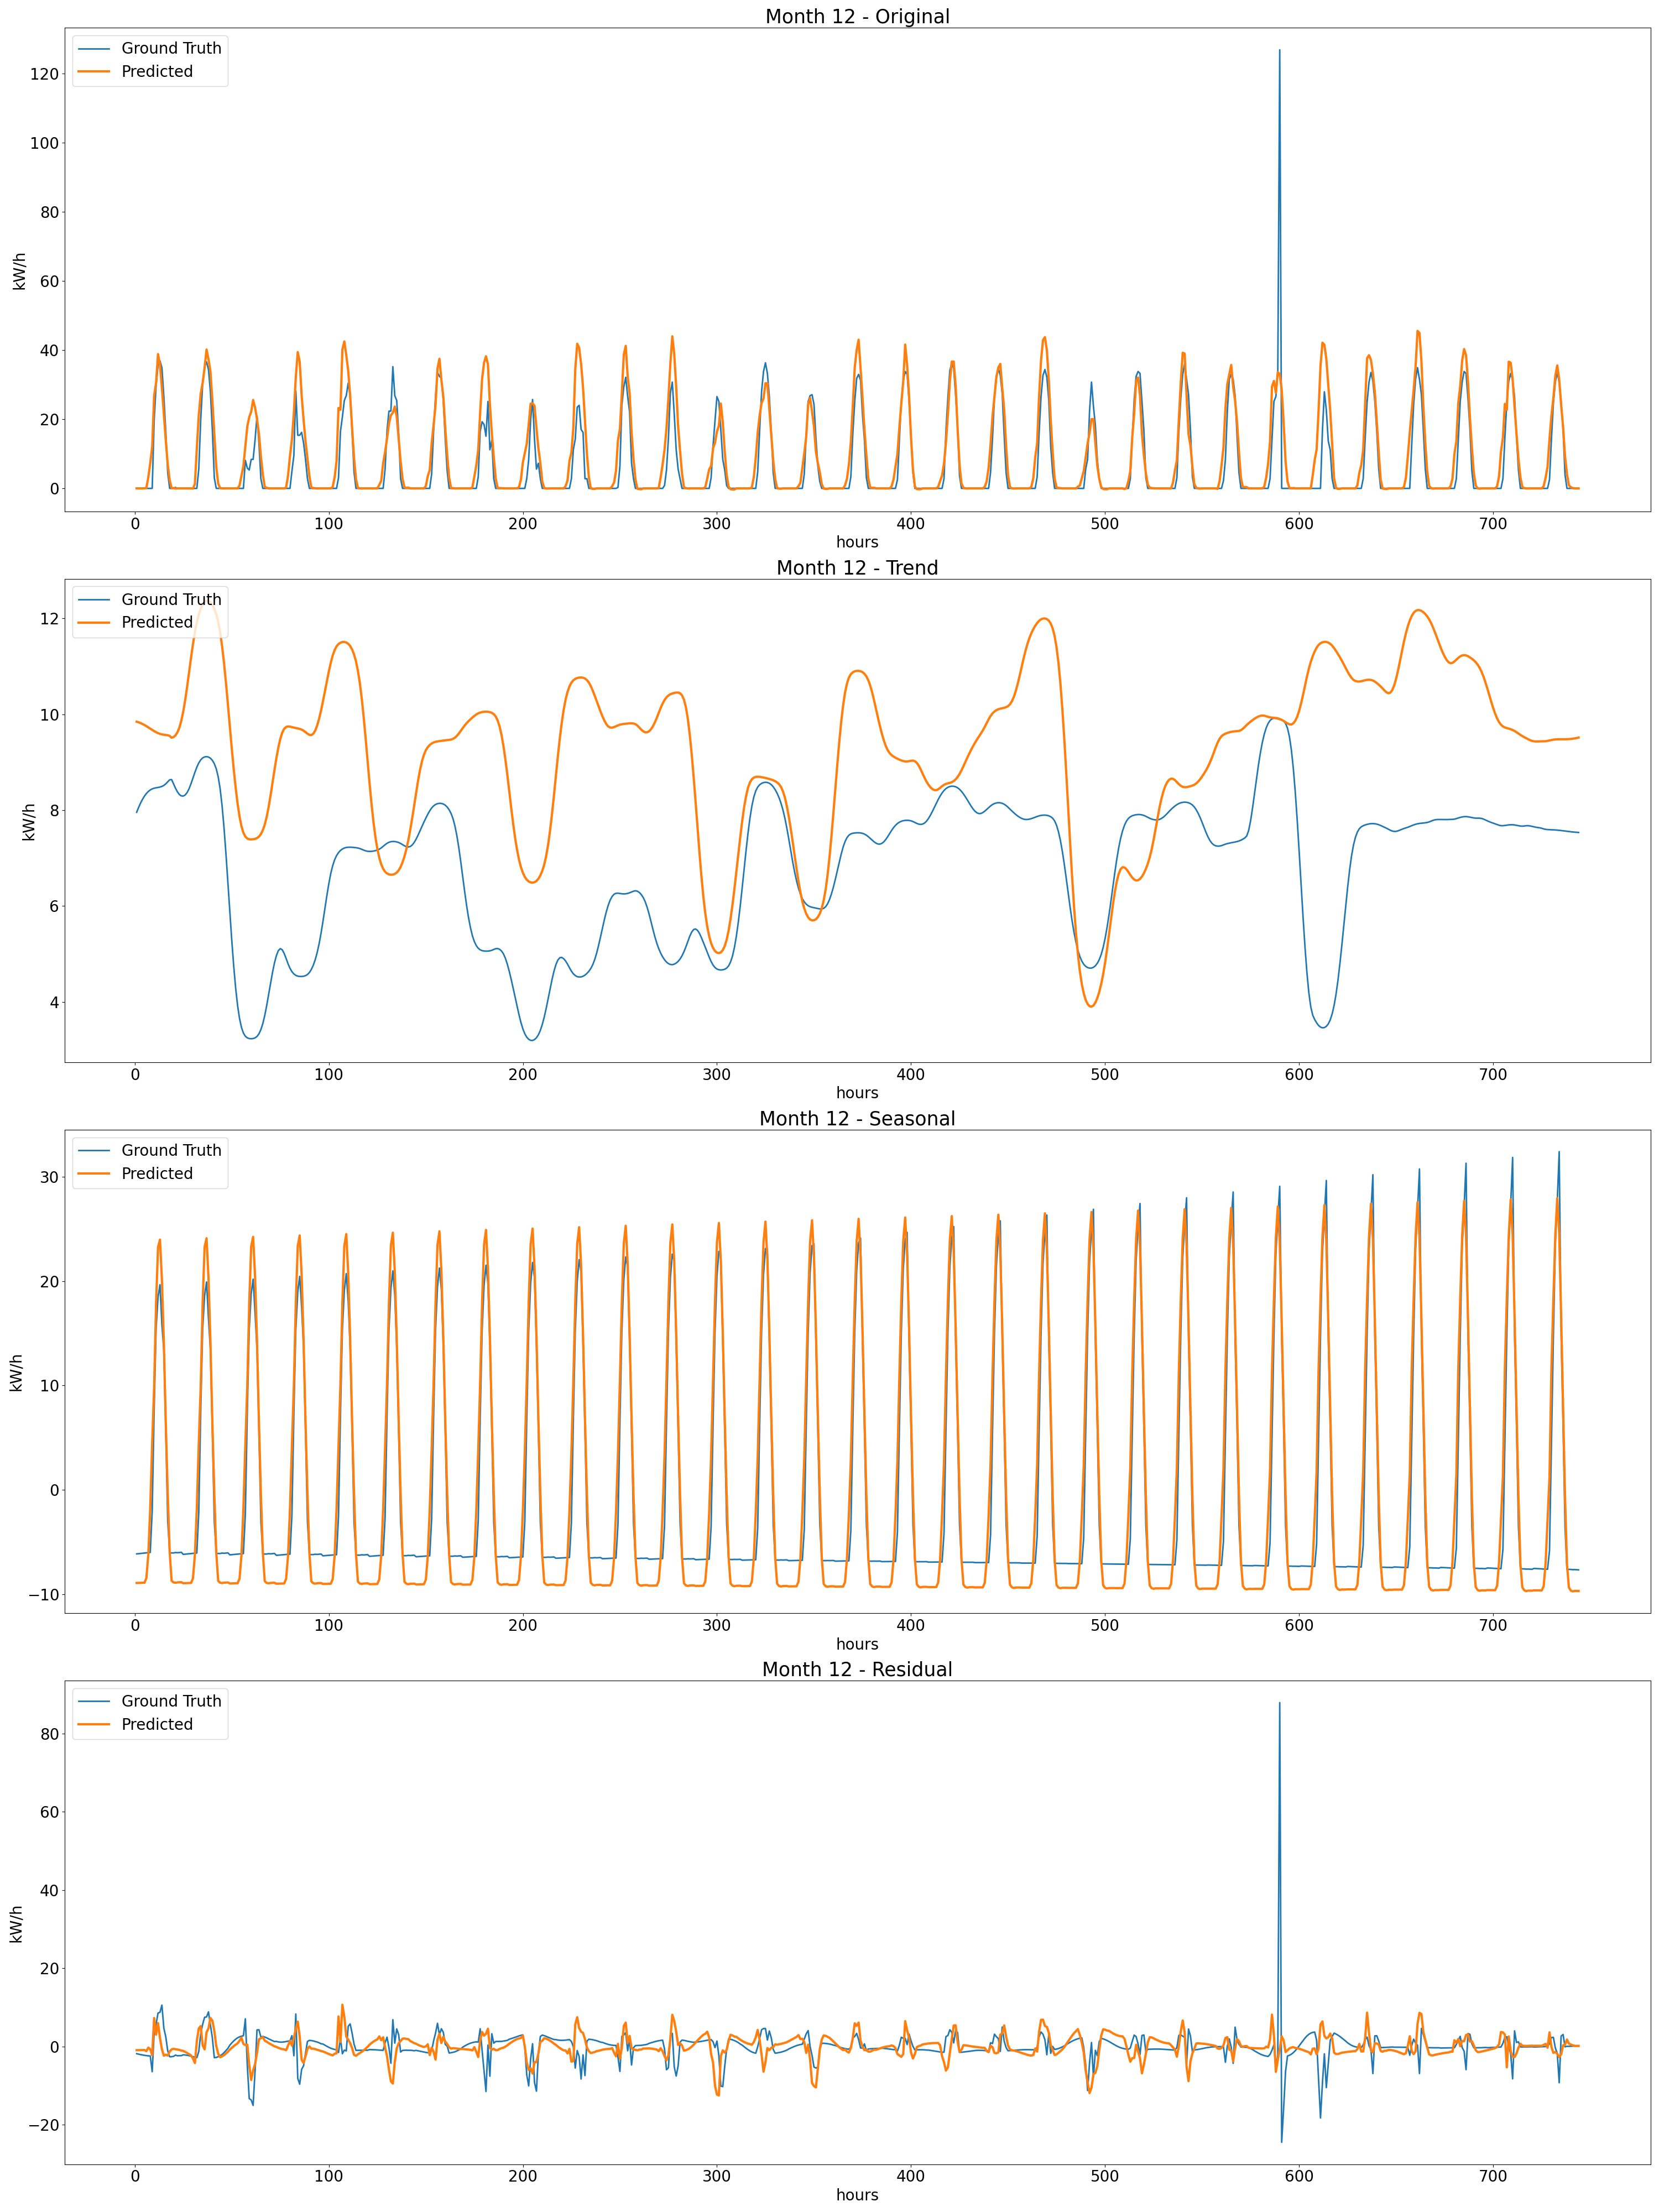 Month 12 - Original
Ground Truth
Predicted
kW/h
120
100
80
60
40
20
0
0 100 200 300 400 500 600 700
hours
Month 12 - Trend
Ground Truth
Predicted
kW/h
12
10
8
6
4
0 100 200 300 400 500 600 700
hours
Month 12 - Seasonal
Ground Truth
Predicted
kW/h
30
20
10
0
−10
0 100 200 300 400 500 600 700
hours
Month 12 - Residual
Ground Truth
Predicted
kW/h
80
60
40
20
0
−20
0 100 200 300 400 500 600 700
hours